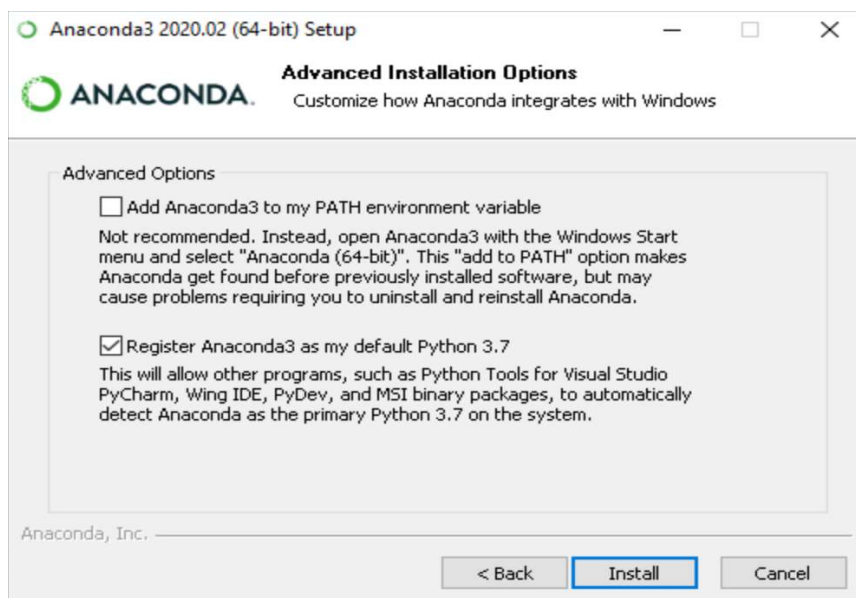 Anaconda3 2020.02 (64-bit) Setup
ANACONDA.
Advanced Installation Options
Customize how Anaconda integrates with Windows
Advanced Options
Add Anaconda3 to my PATH environment variable
Not recommended. Instead, open Anaconda3 with the Windows Start
menu and select "Anaconda (64-bit)". This "add to PATH" option makes
Anaconda get found before previously installed software, but may
cause problems requiring you to uninstall and reinstall Anaconda.
Register Anaconda3 as my default Python 3.7
This will allow other programs, such as Python Tools for Visual Studio
PyCharm, Wing IDE, PyDev, and MSI binary packages, to automatically
detect Anaconda as the primary Python 3.7 on the system.
Anaconda, Inc.
< Back
Install
Cancel